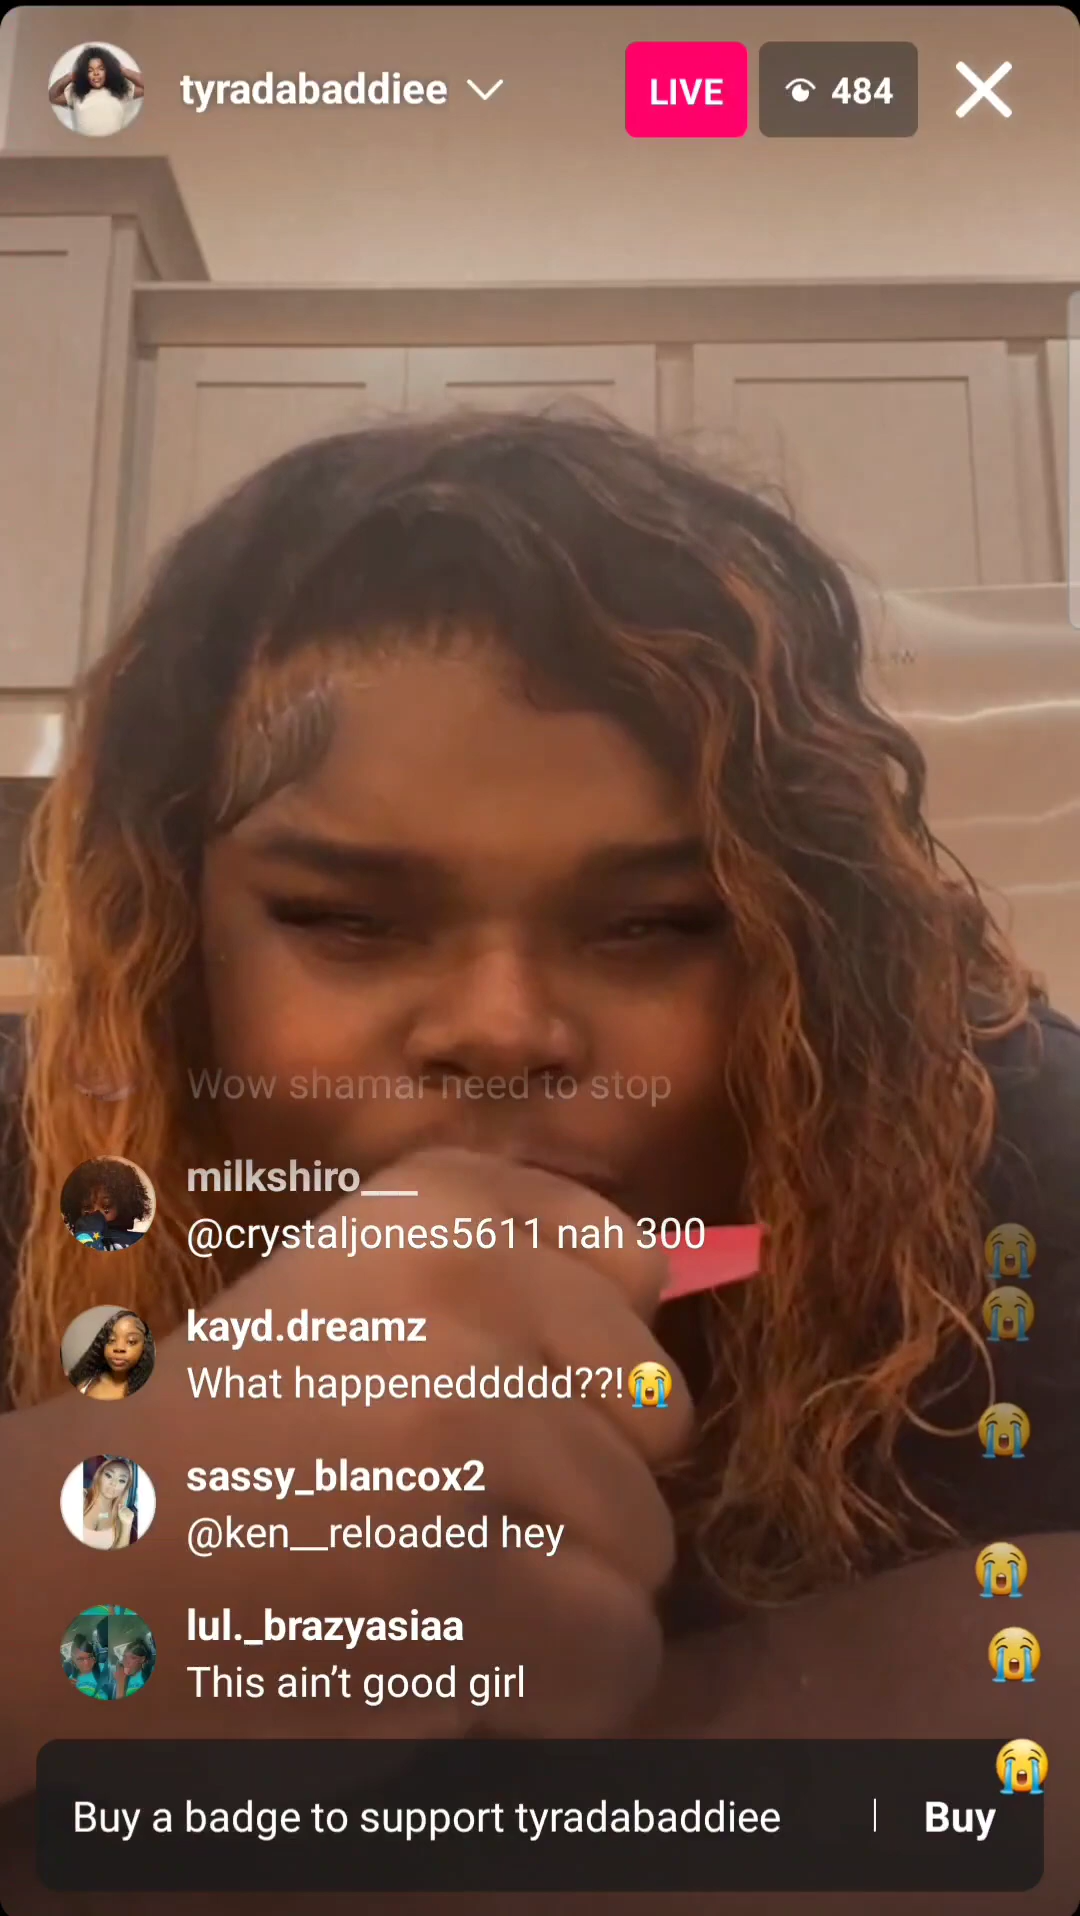 tyradabaddiee
LIVE
484
Wow shamar need to stop
milkshiro___
@crystaljones5611 nah 300
kayd.dreamz
What happeneddddd??!😭
sassy_blancox2
@ken__reloaded hey
lul._brazyasiaa
This ain’t good girl
Buy a badge to support tyradabaddiee | Buy